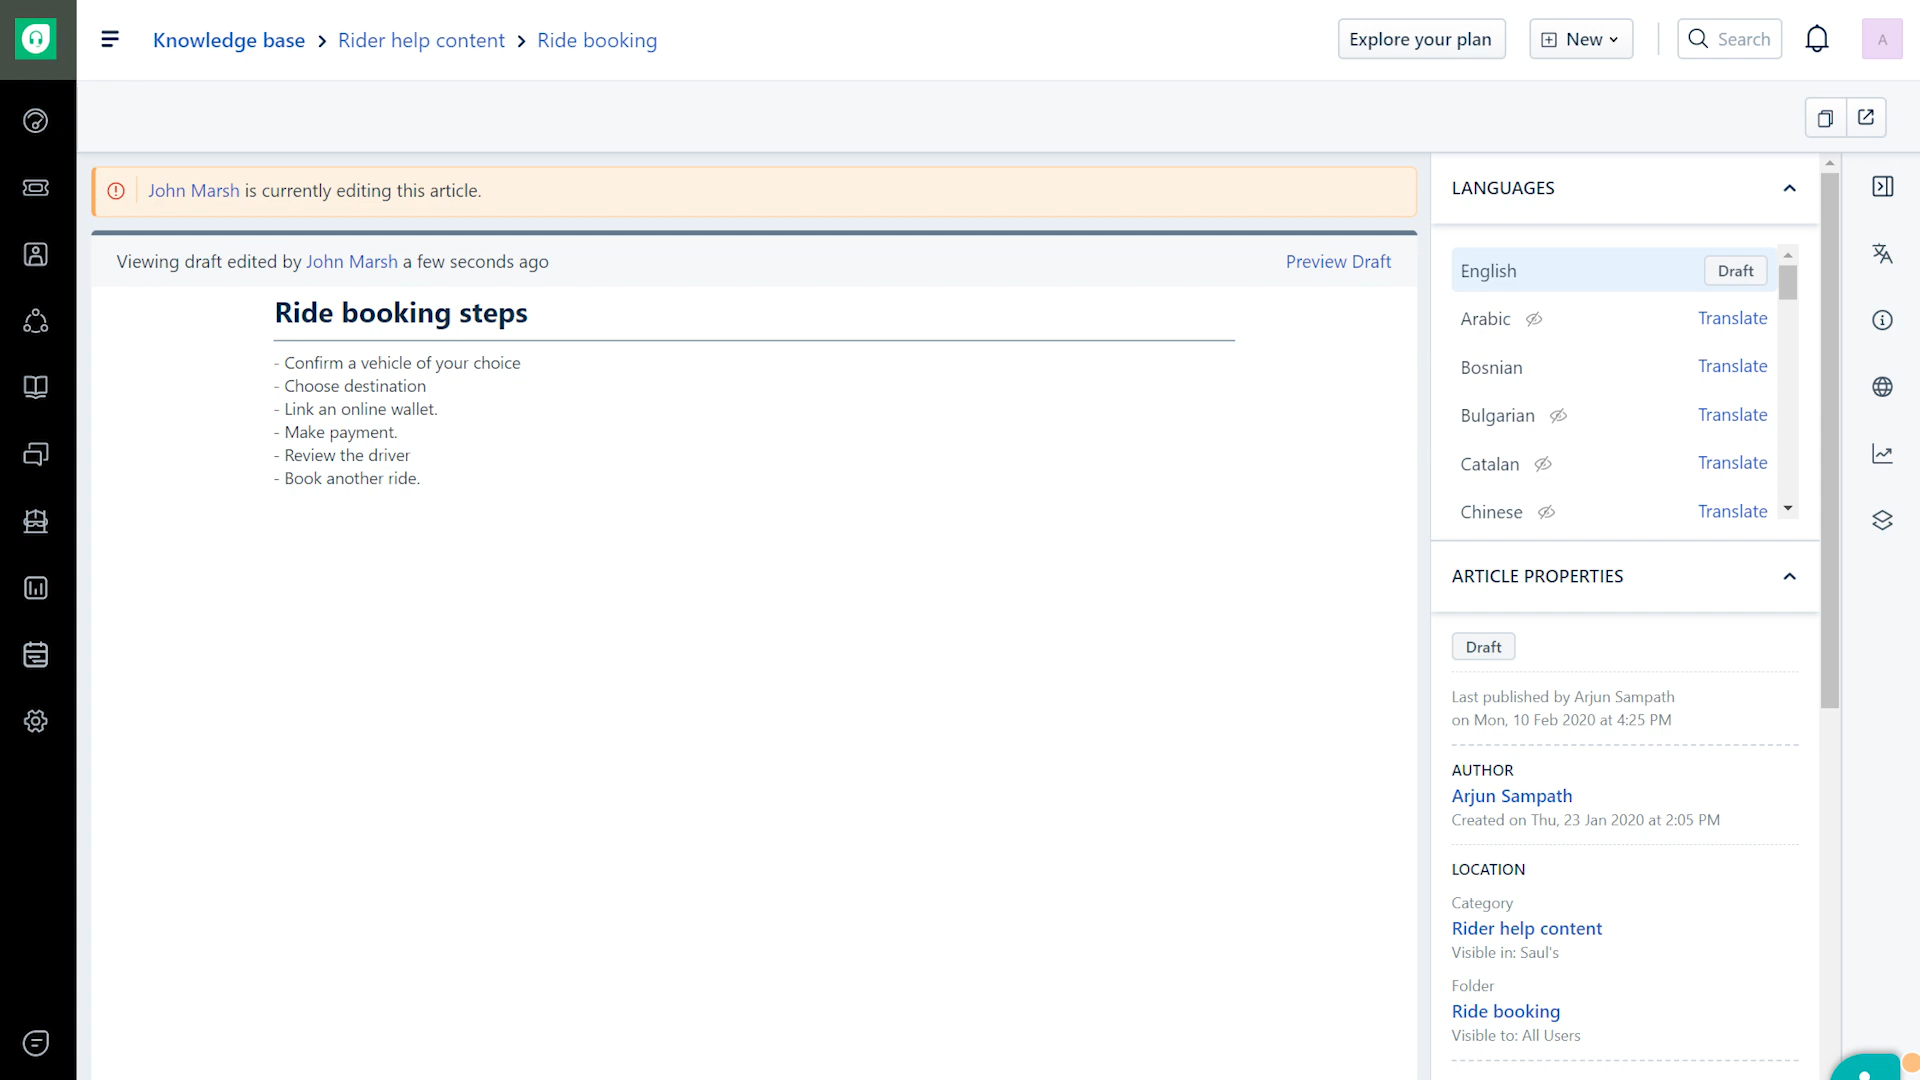 Knowledge base > Rider help content > Ride booking
Explore your plan
New
Search
A
John Marsh is currently editing this article.
Viewing draft edited by John Marsh a few seconds ago
Preview Draft
Ride booking steps
- Confirm a vehicle of your choice
- Choose destination
- Link an online wallet.
- Make payment.
- Review the driver
- Book another ride.
LANGUAGES
English Draft
Arabic Translate
Bosnian Translate
Bulgarian Translate
Catalan Translate
Chinese Translate
ARTICLE PROPERTIES
Draft
Last published by Arjun Sampath
on Mon, 10 Feb 2020 at 4:25 PM
AUTHOR
Arjun Sampath
Created on Thu, 23 Jan 2020 at 2:05 PM
LOCATION
Category
Rider help content
Visible in: Saul's
Folder
Ride booking
Visible to: All Users